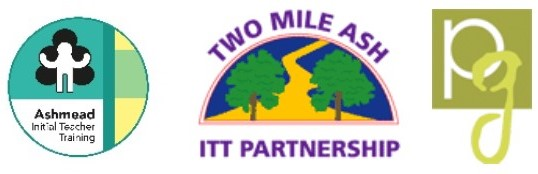 Ashmead
Initial Teacher
Training
TWO MILE ASH
ITT PARTNERSHIP
pg